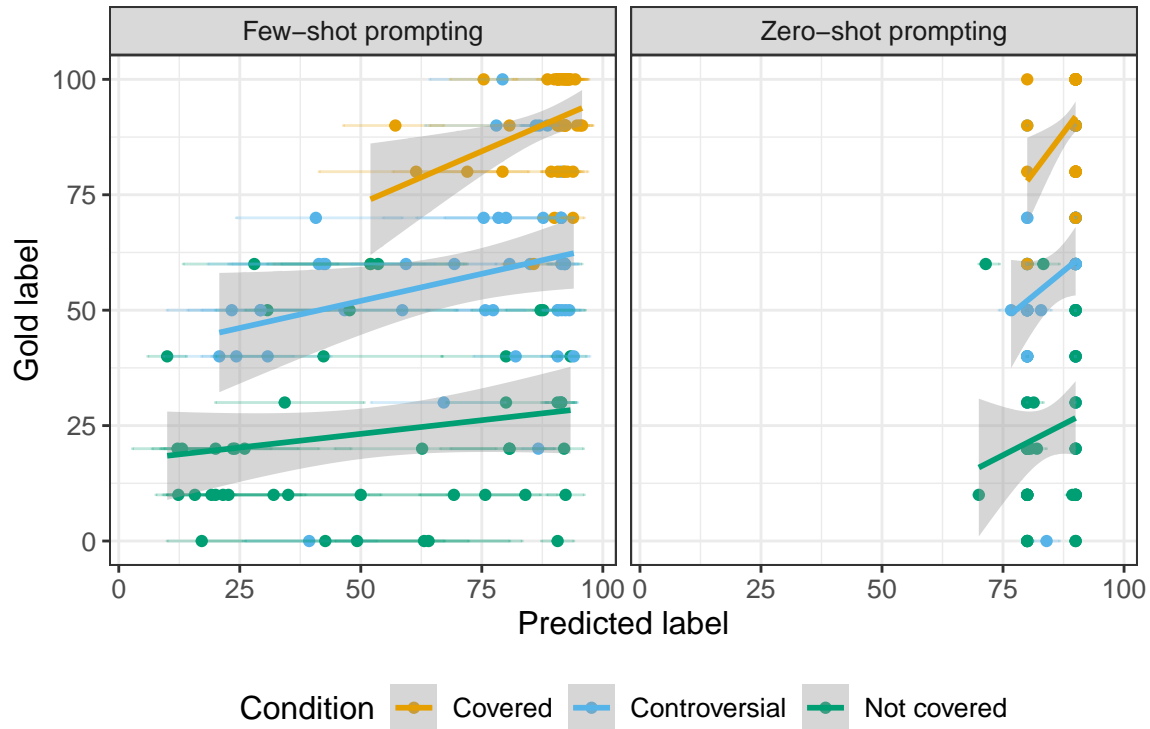 Few−shot prompting
Zero−shot prompting
100
75
50
25
0
Gold label
0 25 50 75 100
0 25 50 75 100
Predicted label
Condition Covered Controversial Not covered